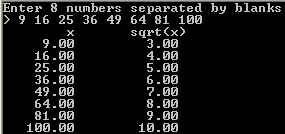 Enter 8 numbers separated by blanks
> 9 16 25 36 49 64 81 100
x sqrt(x)
9.00 3.00
16.00 4.00
25.00 5.00
36.00 6.00
49.00 7.00
64.00 8.00
81.00 9.00
100.00 10.00